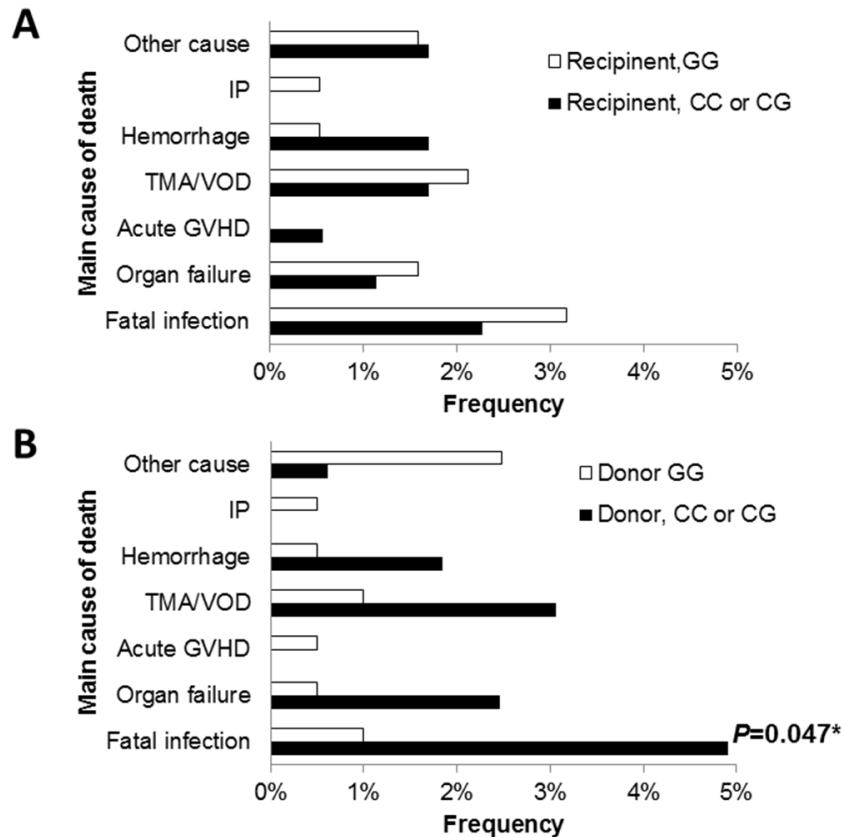 A
Other cause
IP
Hemorrhage
TMA/VOD
Acute GVHD
Organ failure
Fatal infection
Main cause of death
Recipinent,GG
Recipinent, CC or CG
0% 1% 2% 3% 4% 5%
Frequency
B
Other cause
IP
Hemorrhage
TMA/VOD
Acute GVHD
Organ failure
Fatal infection
Main cause of death
Donor GG
Donor, CC or CG
P=0.047*
0% 1% 2% 3% 4% 5%
Frequency